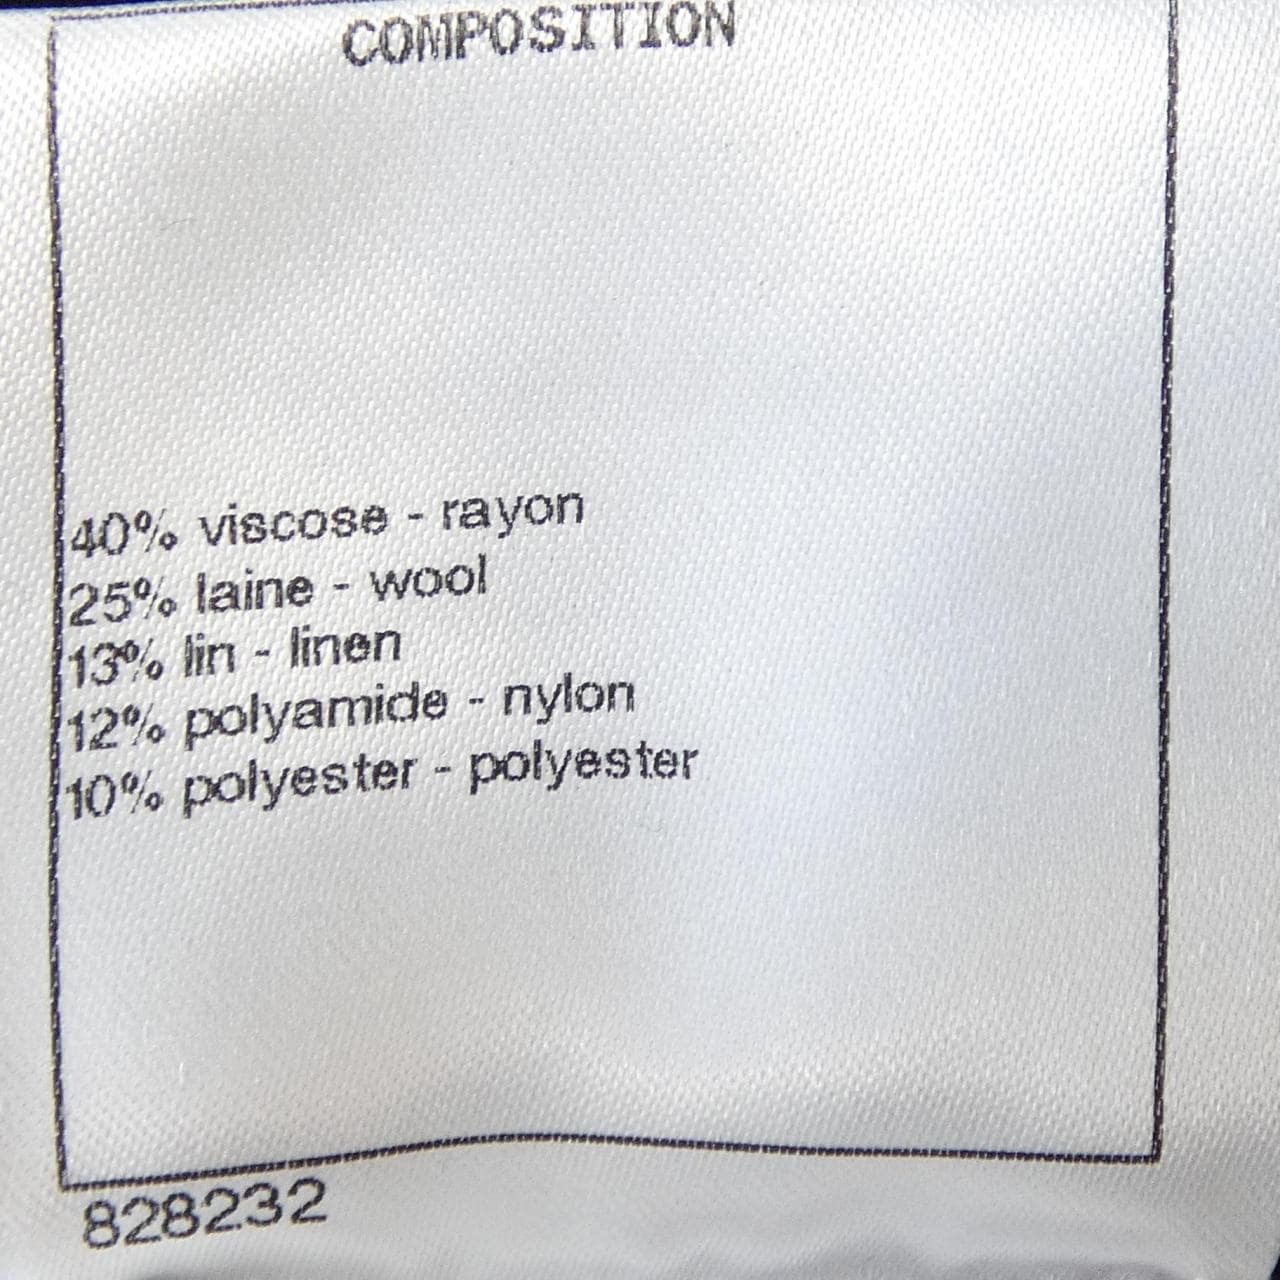 COMPOSITION
40% viscose - rayon
25% laine - wool
13% lin - linen
12% polyamide - nylon
10% polyester - polyester
828232